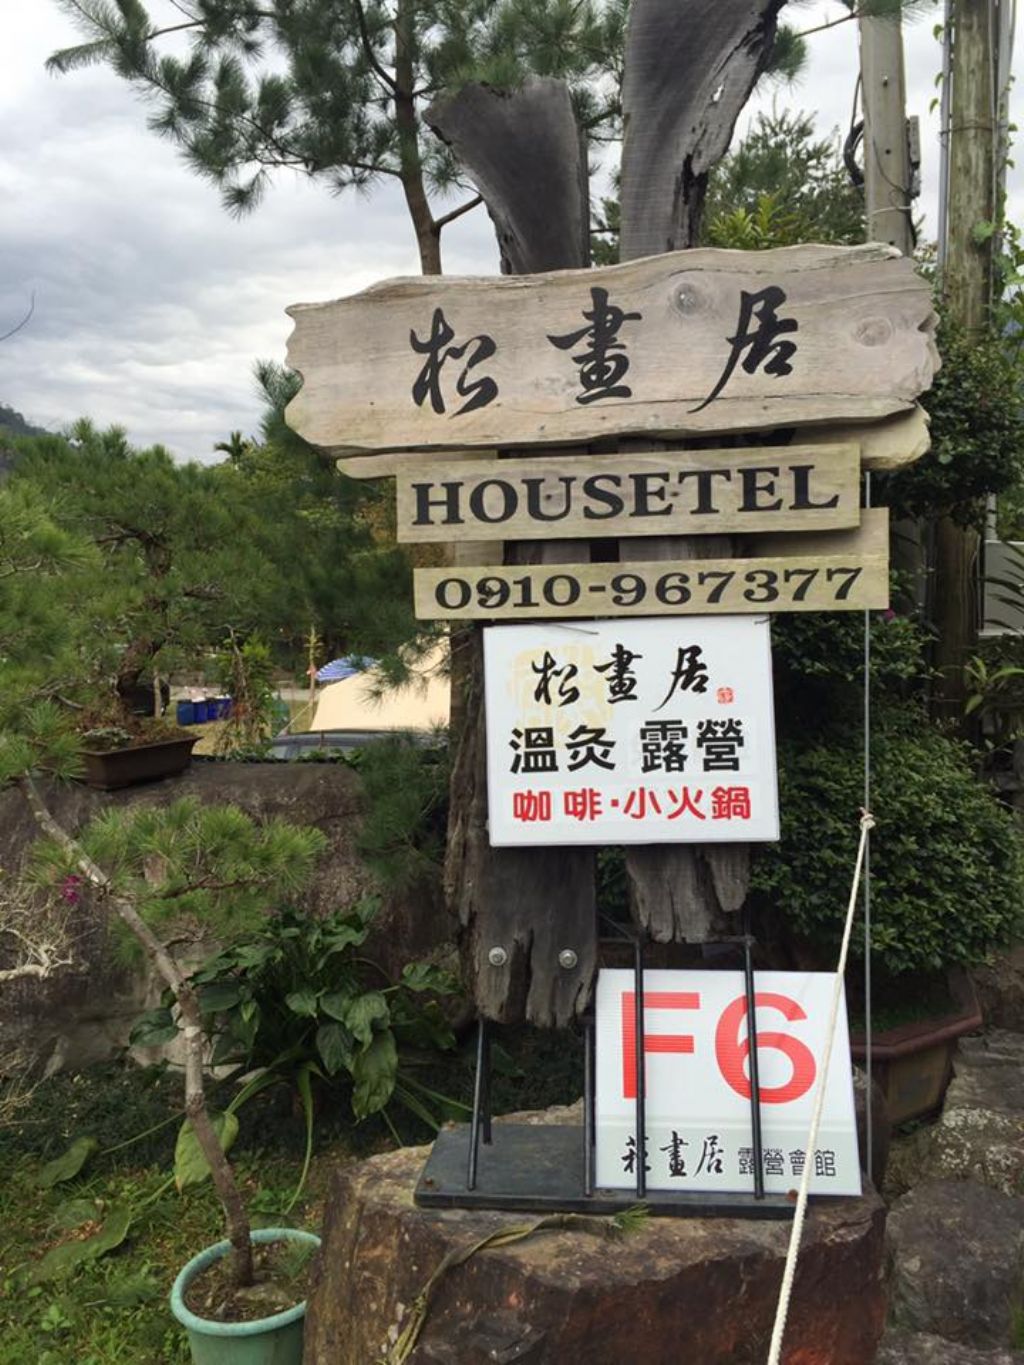 松畫居
HOUSETEL
0910-967377
松畫居
溫灸 露營
咖啡·小火鍋
F6
松畫居 露營會館